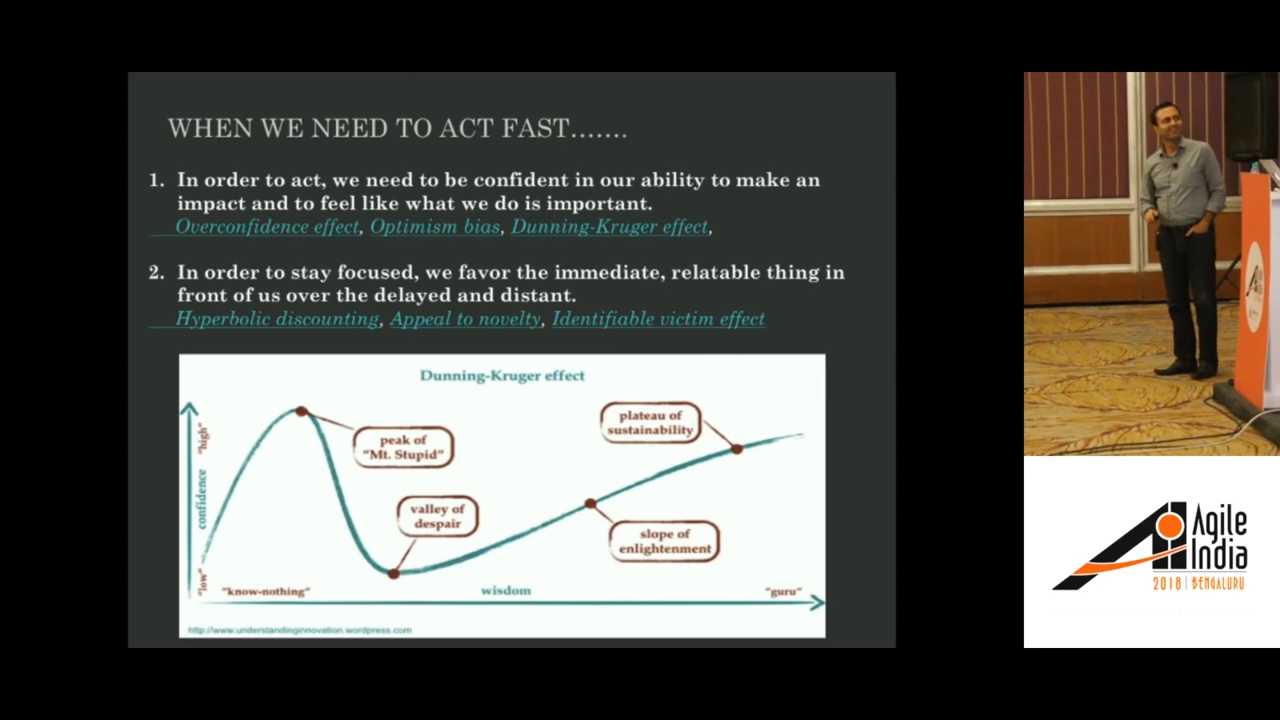 WHEN WE NEED TO ACT FAST.......
1. In order to act, we need to be confident in our ability to make an
impact and to feel like what we do is important.
Overconfidence effect, Optimism bias, Dunning-Kruger effect,
2. In order to stay focused, we favor the immediate, relatable thing in
front of us over the delayed and distant.
Hyperbolic discounting, Appeal to novelty, Identifiable victim effect
Dunning-Kruger effect
"high"
confidence
"low"
peak of
"Mt. Stupid"
valley of
despair
plateau of
sustainability
slope of
enlightenment
"know-nothing"
wisdom
"guru"
http://www.understandinginnovation.wordpress.com
Agile
India
2018 | BENGALURU